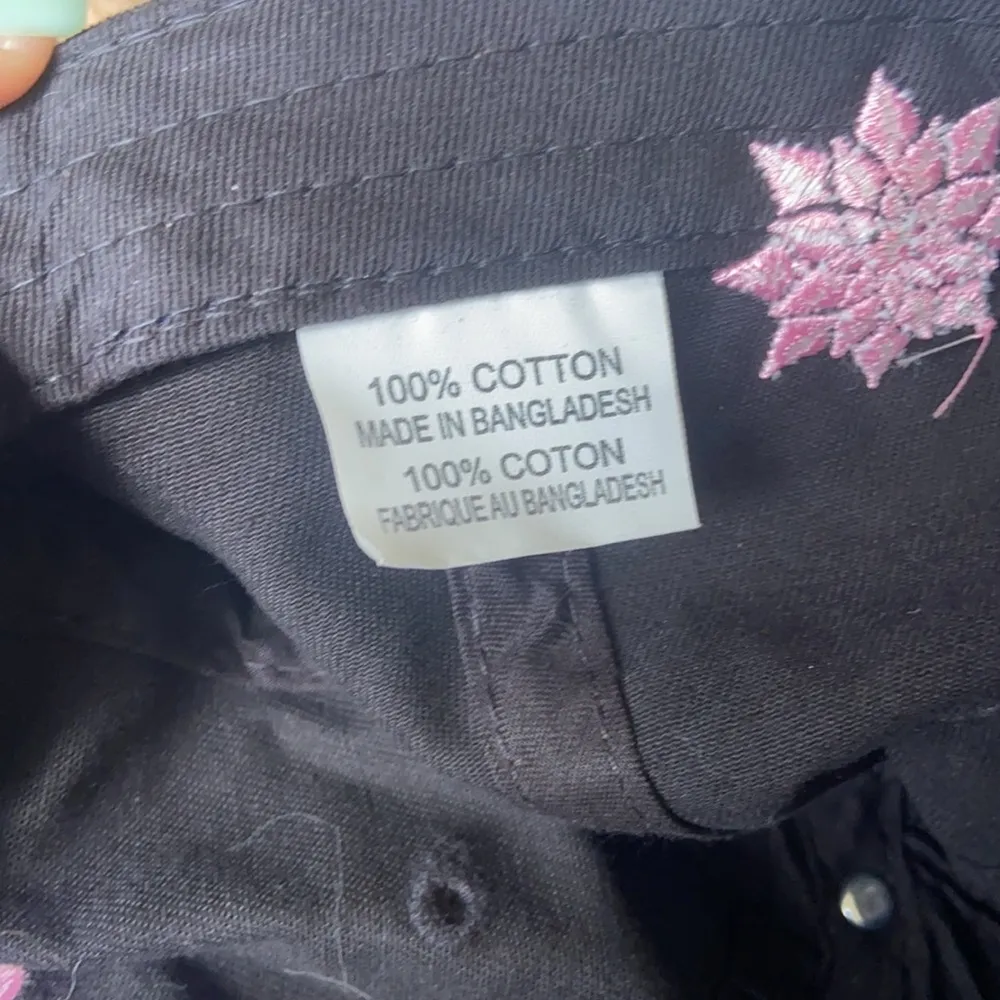 100% COTTON
MADE IN BANGLADESH
100% COTON
FABRIQUE AU BANGLADESH